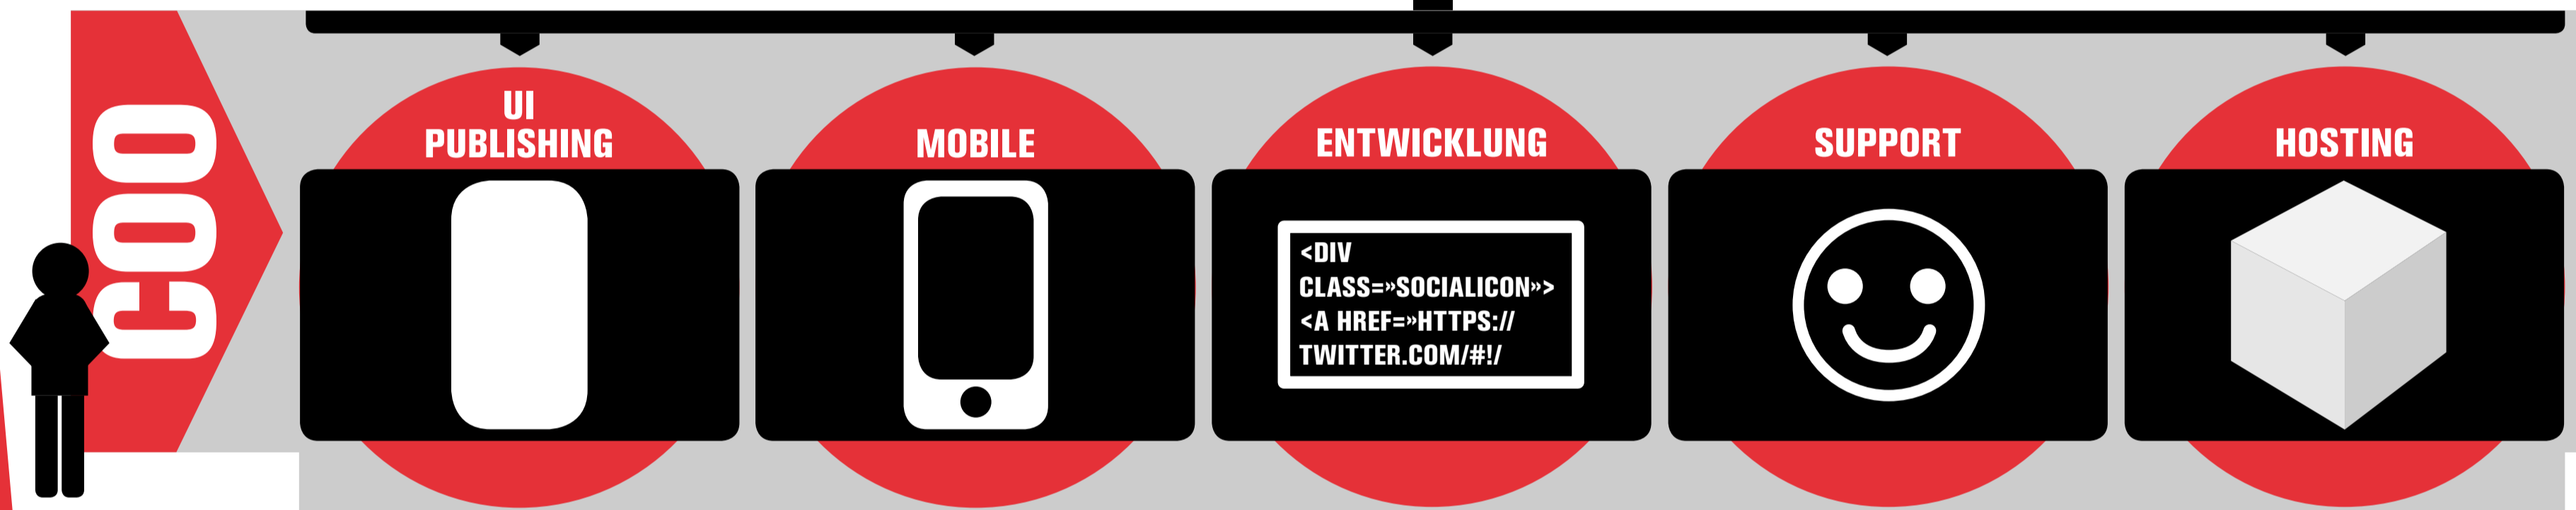 COO
UI
PUBLISHING
MOBILE
ENTWICKLUNG
SUPPORT
HOSTING
<DIV
CLASS=»SOCIALICON»>
<A HREF=»HTTPS://
TWITTER.COM/#!/